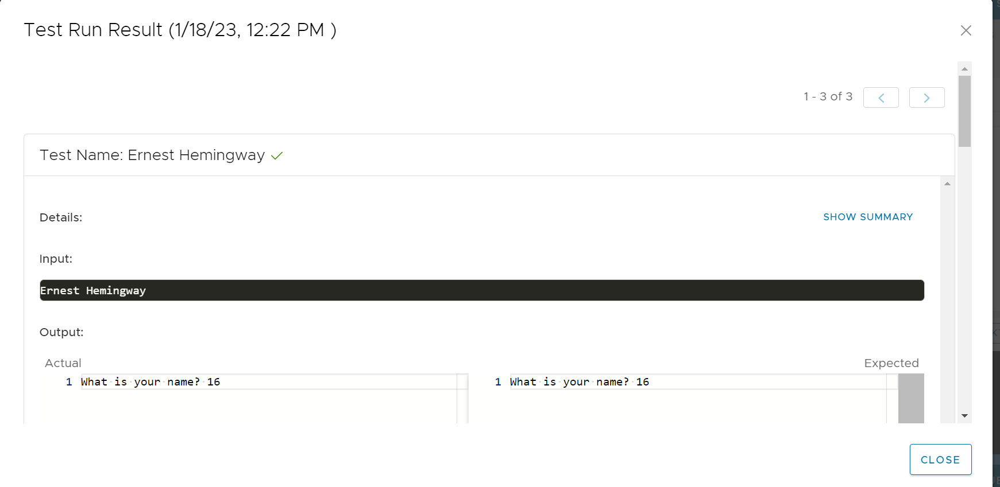 Test Run Result (1/18/23, 12:22 PM )
1 - 3 of 3
Test Name: Ernest Hemingway
Details:
SHOW SUMMARY
Input:
Ernest Hemingway
Output:
Actual
Expected
1 What·is·your·name?·16
1 What·is·your·name?·16
CLOSE